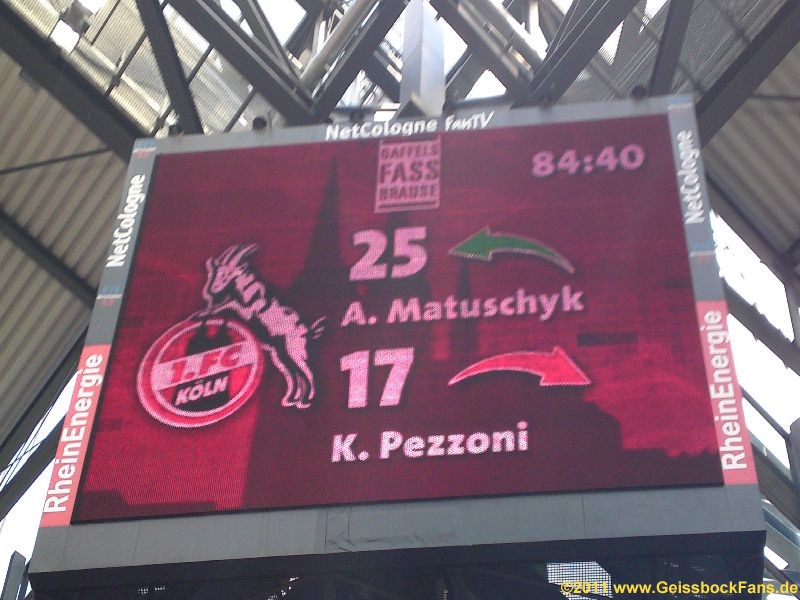 NetCologne FanTV
GAFFELS
FASS
BRAUSE
84:40
25
A. Matuschyk
17
K. Pezzoni
1.FC
KÖLN
NetCologne
RheinEnergie
NetCologne
RheinEnergie
©2011 www.GeissbockFans.de